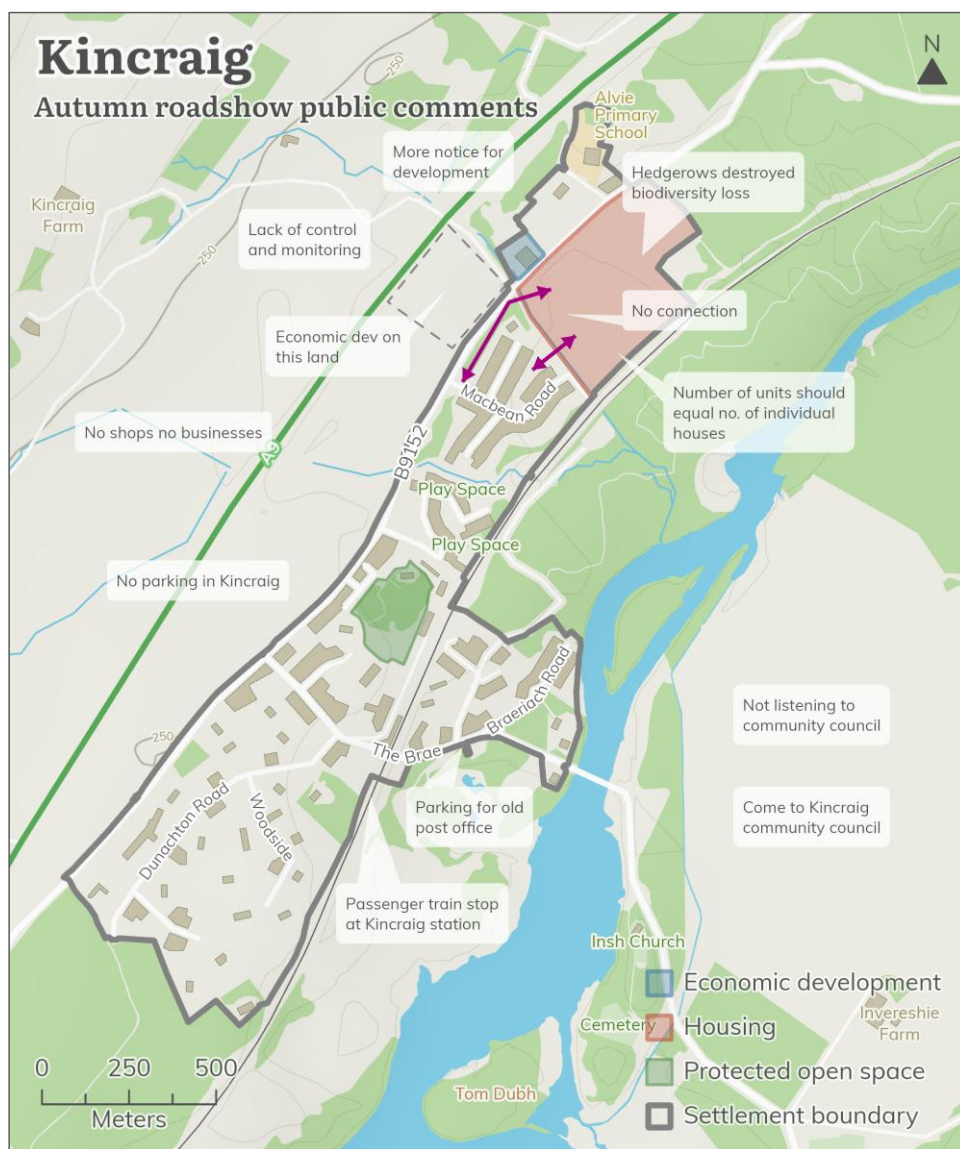 Kincraig
Autumn roadshow public comments
N
250
Alvie
Primary
School
More notice for
development
Hedgerows destroyed
biodiversity loss
Kincraig
Farm
Lack of control
and monitoring
250
No connection
Economic dev on
this land
Macbean Road
Number of units should
equal no. of individual
houses
No shops no businesses
A9
B9152
Play Space
Play Space
No parking in Kincraig
Braeriach Road
Not listening to
community council
250
The Brae
Dunachton Road
Woodside
Parking for old
post office
Come to Kincraig
community council
Passenger train stop
at Kincraig station
Insh Church
Economic development
Invereshie
Farm
Cemetery
Housing
Protected open space
Settlement boundary
0 250 500
Meters
Tom Dubh